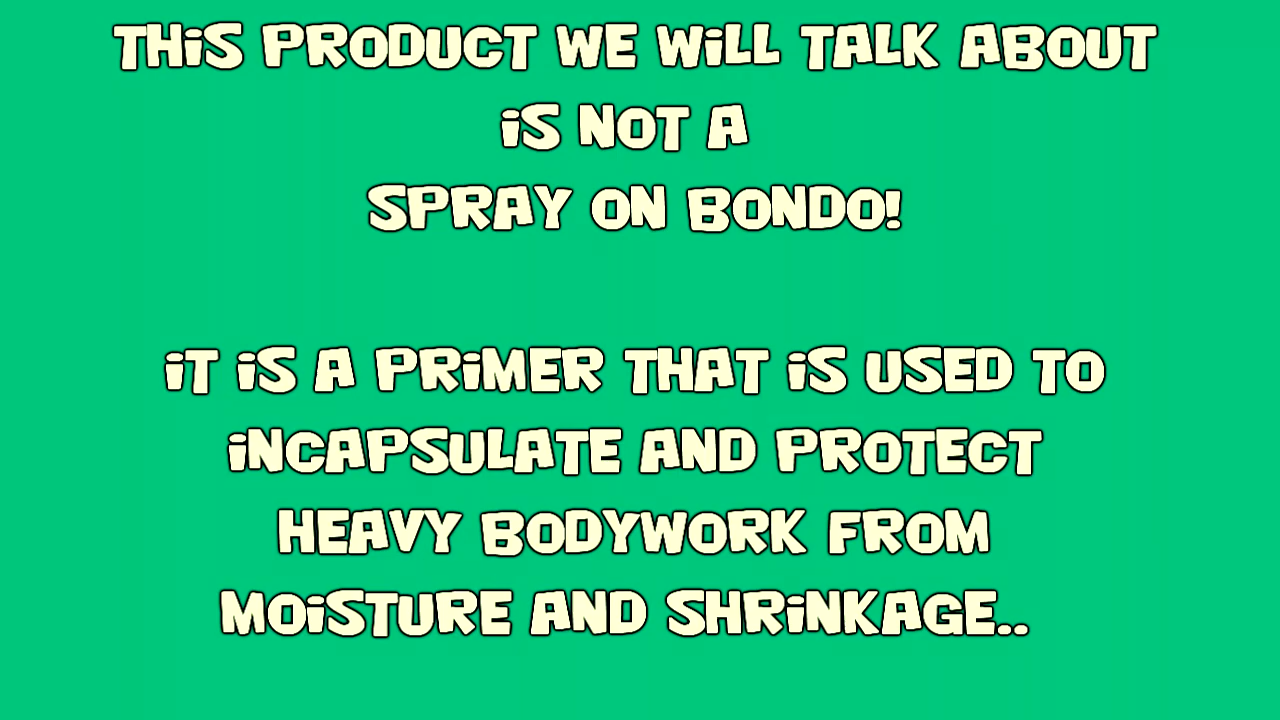 THiS PRODUCT WE WiLL TALK ABOUT
iS NOT A
SPRAY ON BONDO!
iT iS A PRiMER THAT iS USED TO
iNCAPSULATE AND PROTECT
HEAVY BODYWORK FROM
MOiSTURE AND SHRiNKAGE..